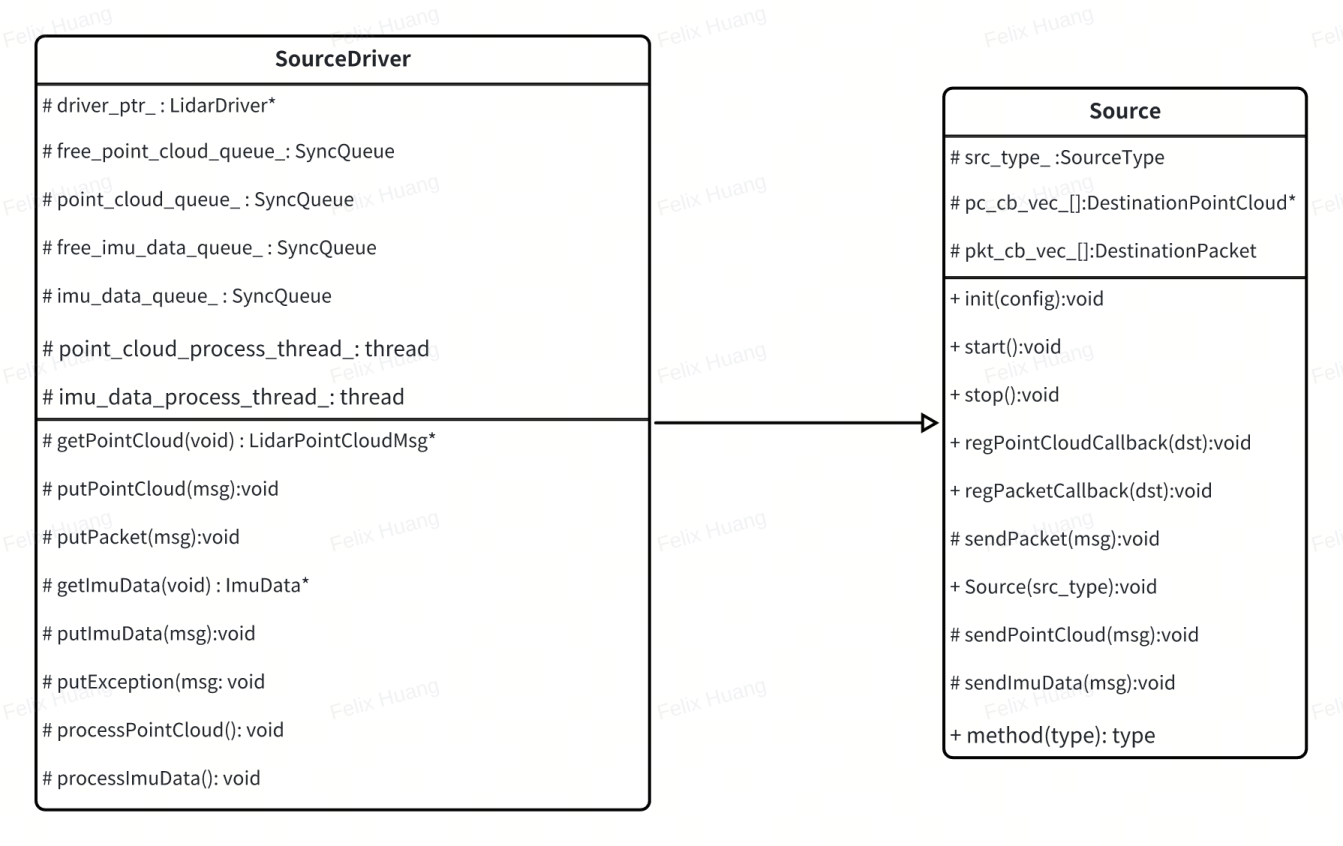 SourceDriver
# driver_ptr_ : LidarDriver*
# free_point_cloud_queue_: SyncQueue
# point_cloud_queue_ : SyncQueue
# free_imu_data_queue_ : SyncQueue
# imu_data_queue_ : SyncQueue
# point_cloud_process_thread_: thread
# imu_data_process_thread_: thread
# getPointCloud(void) : LidarPointCloudMsg*
# putPointCloud(msg):void
# putPacket(msg):void
# getImuData(void) : ImuData*
# putImuData(msg):void
# putException(msg: void
# processPointCloud(): void
# processImuData(): void
Source
# src_type_ :SourceType
# pc_cb_vec_[]:DestinationPointCloud*
# pkt_cb_vec_[]:DestinationPacket
+ init(config):void
+ start():void
+ stop():void
+ regPointCloudCallback(dst):void
+ regPacketCallback(dst):void
# sendPacket(msg):void
+ Source(src_type):void
# sendPointCloud(msg):void
# sendImuData(msg):void
+ method(type): type
Felix Huang